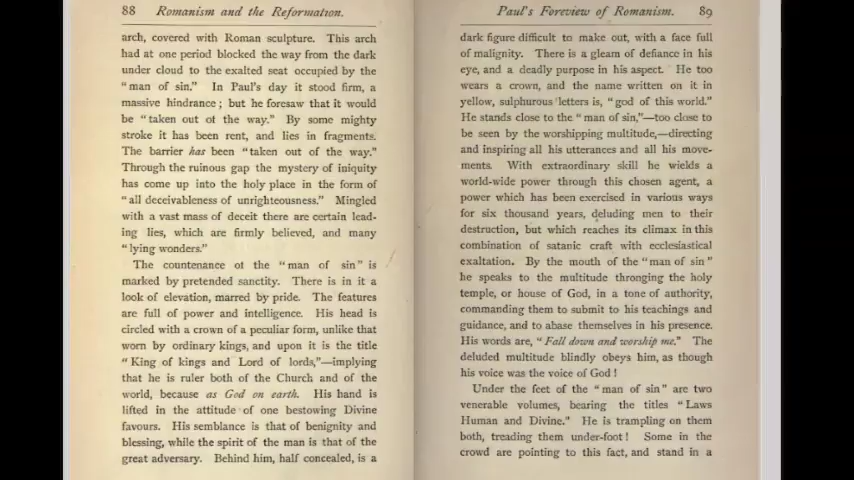 88 Romanism and the Reformation.
arch, covered with Roman sculpture. This arch
had at one period blocked the way from the dark
under cloud to the exalted seat occupied by the
"man of sin." In Paul's day it stood firm, a
massive hindrance; but he foresaw that it would
be "taken out of the way." By some mighty
stroke it has been rent, and lies in fragments.
The barrier has been "taken out of the way."
Through the ruinous gap the mystery of iniquity
has come up into the holy place in the form of
"all deceivableness of unrighteousness." Mingled
with a vast mass of deceit there are certain lead-
ing lies, which are firmly believed, and many
"lying wonders."
The countenance of the "man of sin" is
marked by pretended sanctity. There is in it a
look of elevation, marred by pride. The features
are full of power and intelligence. His head is
circled with a crown of a peculiar form, unlike that
worn by ordinary kings, and upon it is the title
"King of kings and Lord of lords,"—implying
that he is ruler both of the Church and of the
world, because as God on earth. His hand is
lifted in the attitude of one bestowing Divine
favours. His semblance is that of benignity and
blessing, while the spirit of the man is that of the
great adversary. Behind him, half concealed, is a
Paul's Foreview of Romanism. 89
dark figure difficult to make out, with a face full
of malignity. There is a gleam of defiance in his
eye, and a deadly purpose in his aspect. He too
wears a crown, and the name written on it in
yellow, sulphurous letters is, "god of this world."
He stands close to the "man of sin,"—too close to
be seen by the worshipping multitude,—directing
and inspiring all his utterances and all his move-
ments. With extraordinary skill he wields a
world-wide power through this chosen agent, a
power which has been exercised in various ways
for six thousand years, deluding men to their
destruction, but which reaches its climax in this
combination of satanic craft with ecclesiastical
exaltation. By the mouth of the "man of sin"
he speaks to the multitude thronging the holy
temple, or house of God, in a tone of authority,
commanding them to submit to his teachings and
guidance, and to abase themselves in his presence.
His words are, "Fall down and worship me." The
deluded multitude blindly obeys him, as though
his voice was the voice of God!
Under the feet of the "man of sin" are two
venerable volumes, bearing the titles "Laws
Human and Divine." He is trampling on them
both, treading them under-foot! Some in the
crowd are pointing to this fact, and stand in a